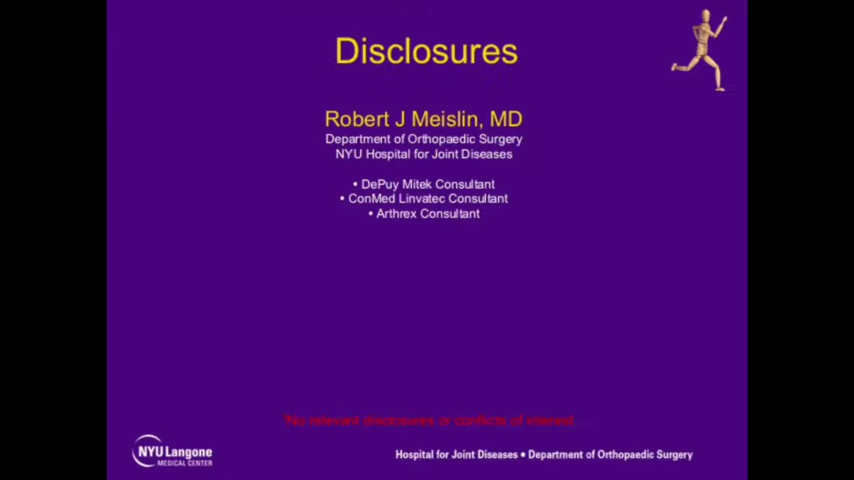 Disclosures
Robert J Meislin, MD
Department of Orthopaedic Surgery
NYU Hospital for Joint Diseases
• DePuy Mitek Consultant
• ConMed Linvatec Consultant
• Arthrex Consultant
*No relevant disclosures or conflicts of interest
NYU Langone
MEDICAL CENTER
Hospital for Joint Diseases • Department of Orthopaedic Surgery